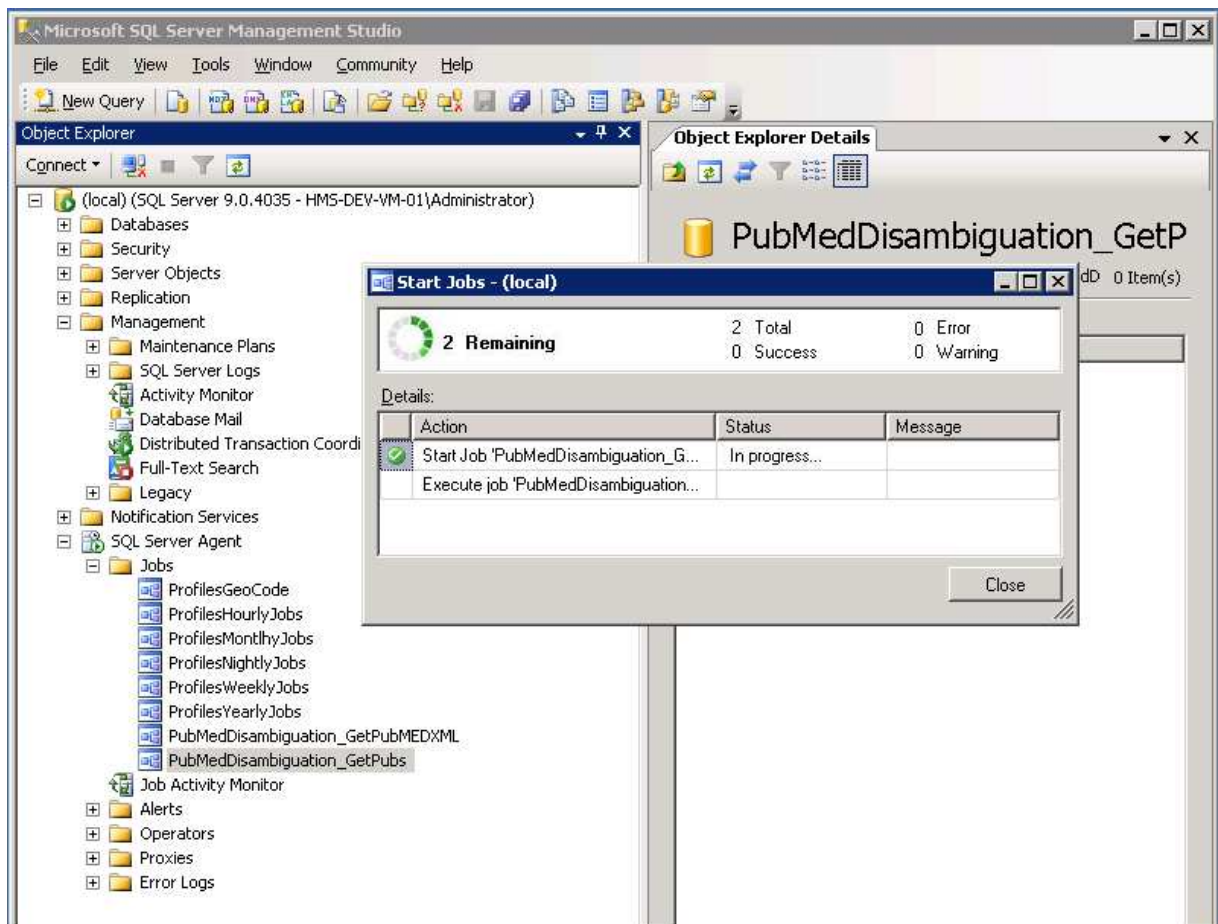 Microsoft SQL Server Management Studio
File Edit View Tools Window Community Help
New Query
Object Explorer
Connect
(local) (SQL Server 9.0.4035 - HMS-DEV-VM-01\Administrator)
Databases
Security
Server Objects
Replication
Management
Maintenance Plans
SQL Server Logs
Activity Monitor
Database Mail
Distributed Transaction Coordi
Full-Text Search
Legacy
Notification Services
SQL Server Agent
Jobs
ProfilesGeoCode
ProfilesHourlyJobs
ProfilesMontlhyJobs
ProfilesNightlyJobs
ProfilesWeeklyJobs
ProfilesYearlyJobs
PubMedDisambiguation_GetPubMEDXML
PubMedDisambiguation_GetPubs
Job Activity Monitor
Alerts
Operators
Proxies
Error Logs
Object Explorer Details
PubMedDisambiguation_GetP
dD 0 Item(s)
Start Jobs - (local)
2 Remaining
2 Total 0 Error
0 Success 0 Warning
Details:
Action Status Message
Start Job 'PubMedDisambiguation_G... In progress...
Execute job 'PubMedDisambiguation...
Close